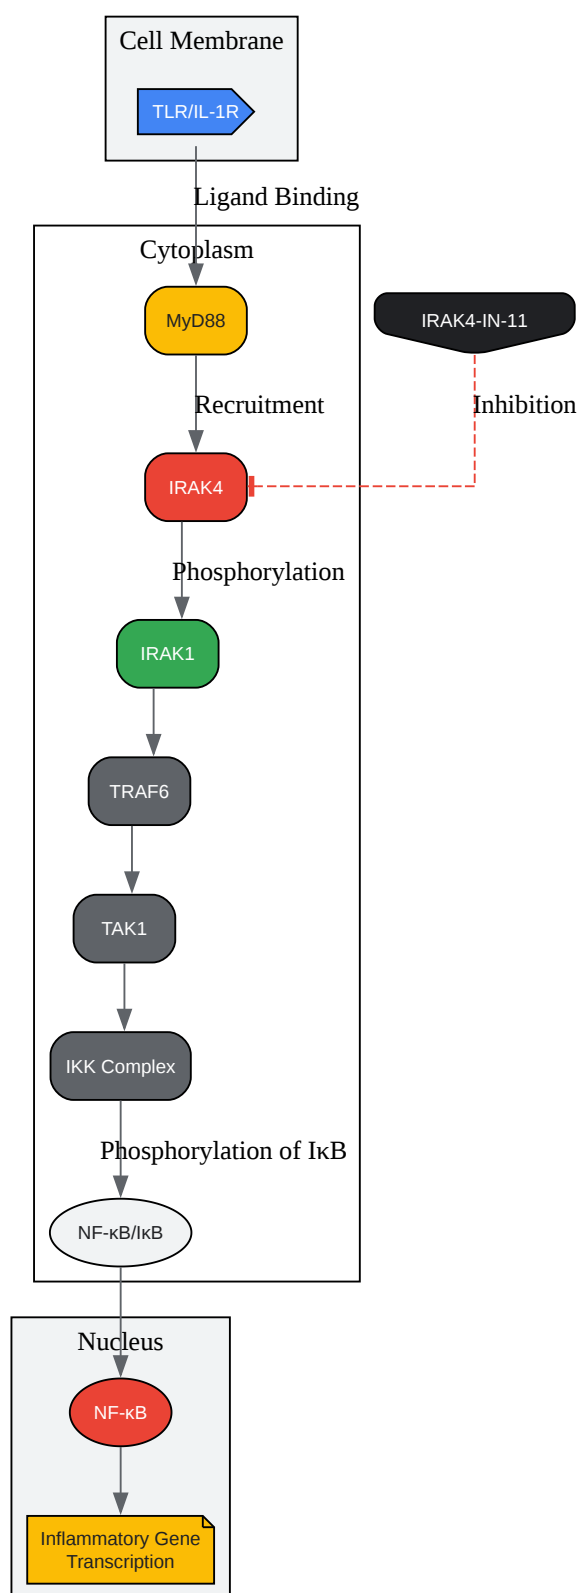 Cell Membrane
TLR/IL-1R
Ligand Binding
Cytoplasm
MyD88
IRAK4-IN-11
Recruitment
Inhibition
IRAK4
Phosphorylation
IRAK1
TRAF6
TAK1
IKK Complex
Phosphorylation of IκB
NF-κB/IκB
Nucleus
NF-κB
Inflammatory Gene
Transcription